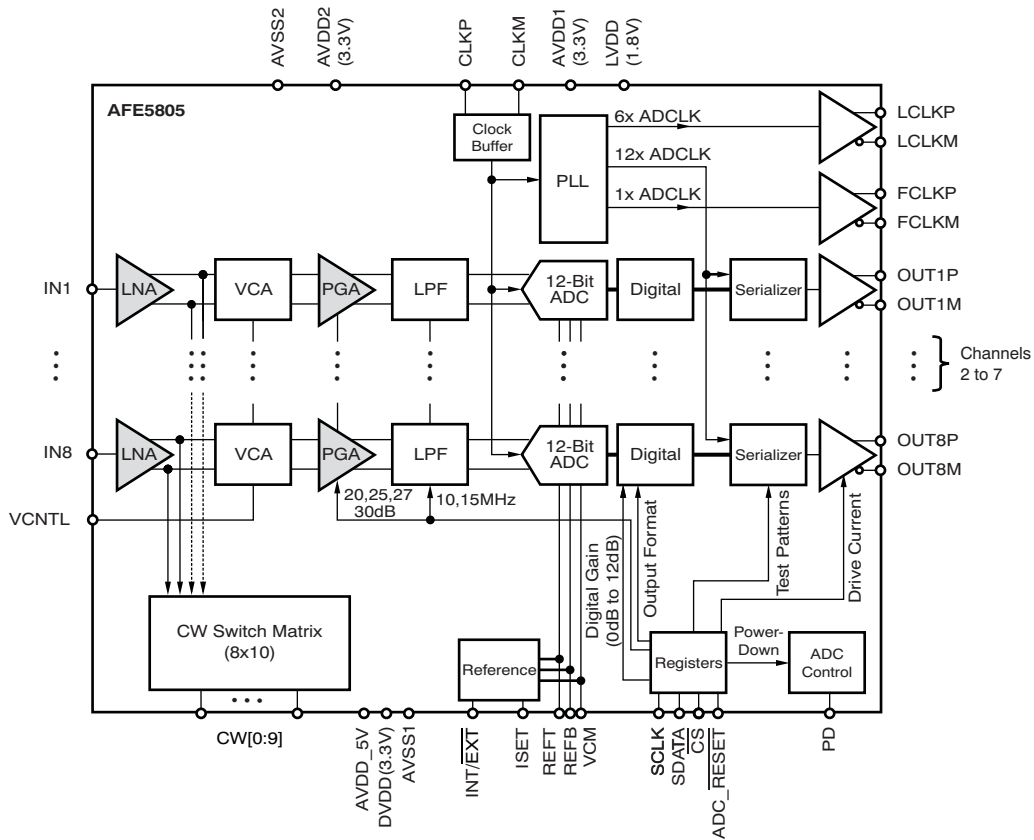 AVSS2
AVDD2
(3.3V)
CLKP
CLKM
AVDD1
(3.3V)
LVDD
(1.8V)
AFE5805
Clock
Buffer
PLL
6x ADCLK
12x ADCLK
1x ADCLK
LCLKP
LCLKM
FCLKP
FCLKM
IN1
LNA
VCA
PGA
LPF
12-Bit
ADC
Digital
Serializer
OUT1P
OUT1M
Channels
2 to 7
IN8
LNA
VCA
PGA
LPF
12-Bit
ADC
Digital
Serializer
OUT8P
OUT8M
20,25,27
30dB
10,15MHz
VCNTL
Digital Gain
(0dB to 12dB)
Output Format
Test Patterns
Drive Current
CW Switch Matrix
(8x10)
Reference
Registers
Power-
Down
ADC
Control
CW[0:9]
AVDD_5V
DVDD(3.3V)
AVSS1
INT/EXT
ISET
REFT
REFB
VCM
SCLK
SDATA
CS
ADC_RESET
PD